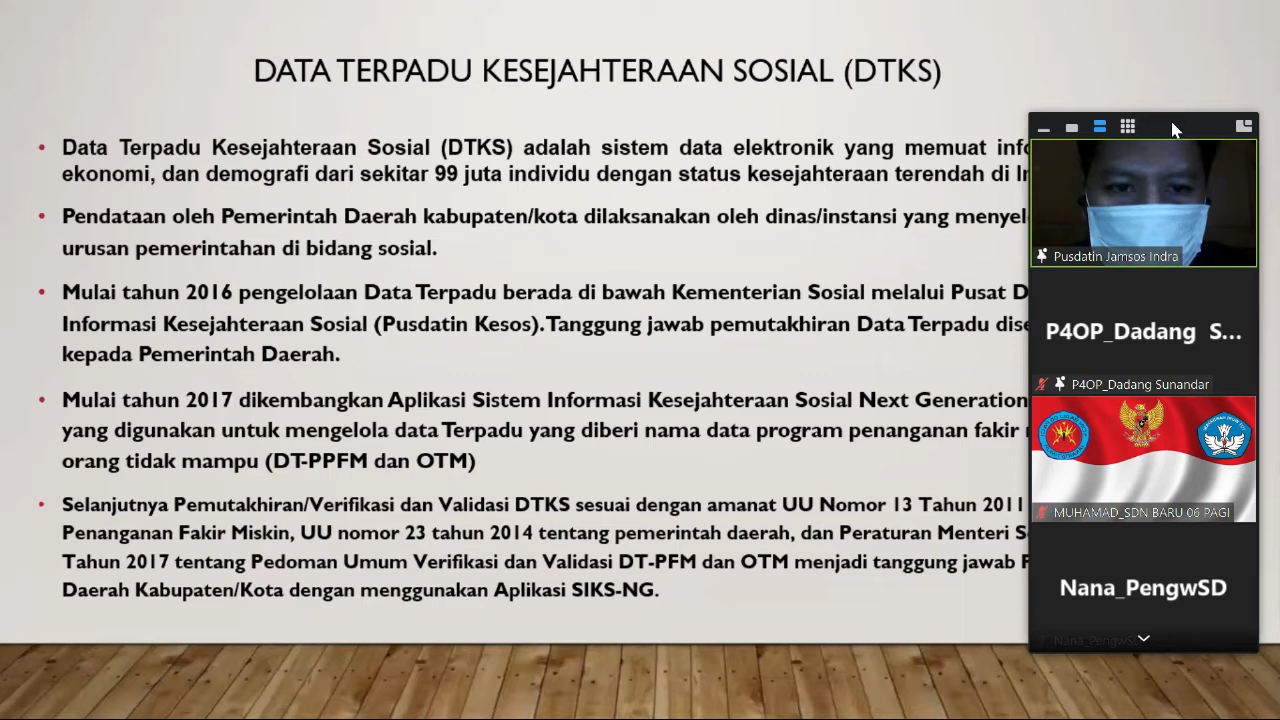 DATA TERPADU KESEJAHTERAAN SOSIAL (DTKS)
• Data Terpadu Kesejahteraan Sosial (DTKS) adalah sistem data elektronik yang memuat
ekonomi, dan demografi dari sekitar 99 juta individu dengan status kesejahteraan terendah di
• Pendataan oleh Pemerintah Daerah kabupaten/kota dilaksanakan oleh dinas/instansi yang
urusan pemerintahan di bidang sosial.
• Mulai tahun 2016 pengelolaan Data Terpadu berada di bawah Kementerian Sosial melalui Pusat
Informasi Kesejahteraan Sosial (Pusdatin Kesos). Tanggung jawab pemutakhiran Data Terpadu
kepada Pemerintah Daerah.
• Mulai tahun 2017 dikembangkan Aplikasi Sistem Informasi Kesejahteraan Sosial Next Generation
yang digunakan untuk mengelola data Terpadu yang diberi nama data program penanganan fakir
orang tidak mampu (DT-PPFM dan OTM)
• Selanjutnya Pemutakhiran/Verifikasi dan Validasi DTKS sesuai dengan amanat UU Nomor 13 Tahun 2011
Penanganan Fakir Miskin, UU nomor 23 tahun 2014 tentang pemerintah daerah, dan Peraturan Menteri
Tahun 2017 tentang Pedoman Umum Verifikasi dan Validasi DT-PFM dan OTM menjadi tanggung jawab
Daerah Kabupaten/Kota dengan menggunakan Aplikasi SIKS-NG.
Pusdatin Jamsos Indra
P4OP_Dadang S...
P4OP_Dadang Sunandar
MUHAMAD_SDN BARU 06 PAGI
Nana_PengwSD